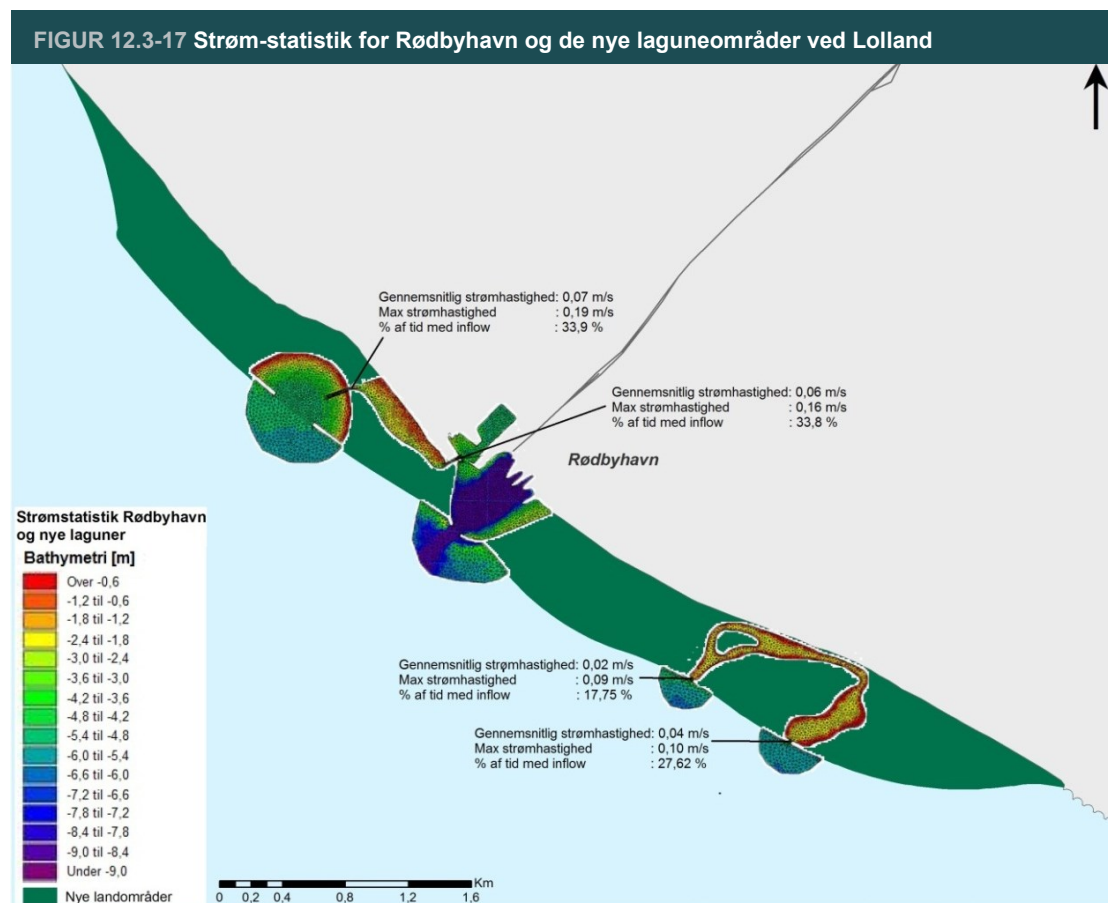 FIGUR 12.3-17 Strøm-statistik for Rødbyhavn og de nye laguneområder ved Lolland
Gennemsnitlig strømhastighed: 0,07 m/s
Max strømhastighed : 0,19 m/s
% af tid med inflow : 33,9 %
Gennemsnitlig strømhastighed: 0,06 m/s
Max strømhastighed : 0,16 m/s
% af tid med inflow : 33,8 %
Rødbyhavn
Gennemsnitlig strømhastighed: 0,02 m/s
Max strømhastighed : 0,09 m/s
% af tid med inflow : 17,75 %
Gennemsnitlig strømhastighed: 0,04 m/s
Max strømhastighed : 0,10 m/s
% af tid med inflow : 27,62 %
Strømstatistik Rødbyhavn
og nye laguner
Bathymetri [m]
Over -0,6
-1,2 til -0,6
-1,8 til -1,2
-2,4 til -1,8
-3,0 til -2,4
-3,6 til -3,0
-4,2 til -3,6
-4,8 til -4,2
-5,4 til -4,8
-6,0 til -5,4
-6,6 til -6,0
-7,2 til -6,6
-7,8 til -7,2
-8,4 til -7,8
-9,0 til -8,4
Under -9,0
Nye landområder
Km
0 0,2 0,4 0,8 1,2 1,6